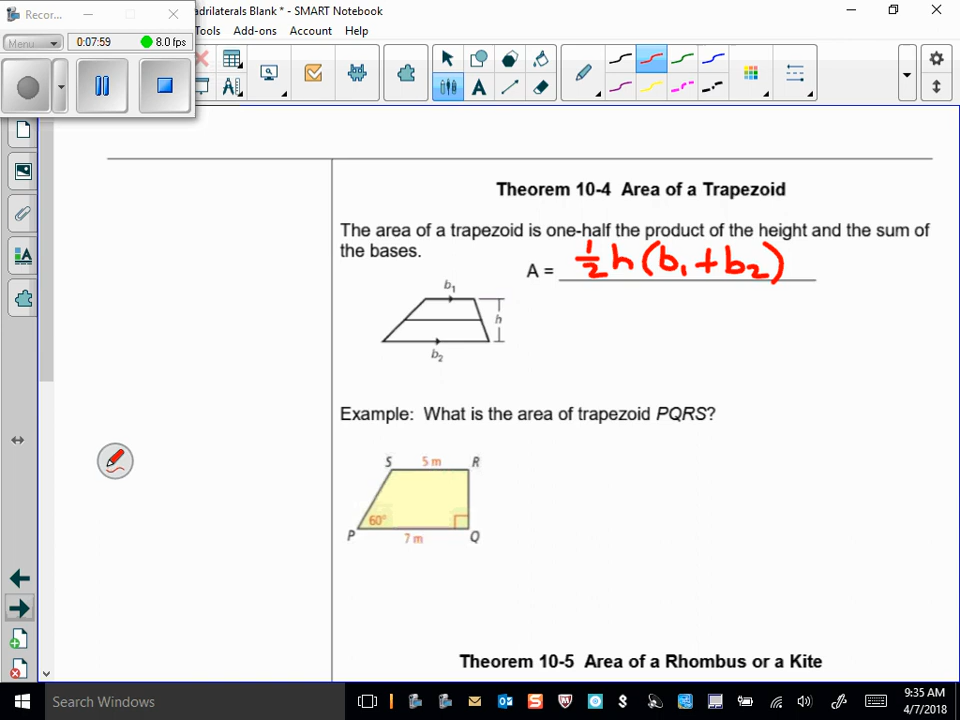 Recor...
adrilaterals Blank * - SMART Notebook
Menu
0:07:59
8.0 fps
Tools Add-ons Account Help
Theorem 10-4 Area of a Trapezoid
The area of a trapezoid is one-half the product of the height and the sum of
the bases.
A = ½h(b₁+b₂)
b₁
h
b₂
Example: What is the area of trapezoid PQRS?
S 5 m R
60°
P 7 m Q
Theorem 10-5 Area of a Rhombus or a Kite
Search Windows
9:35 AM
4/7/2018